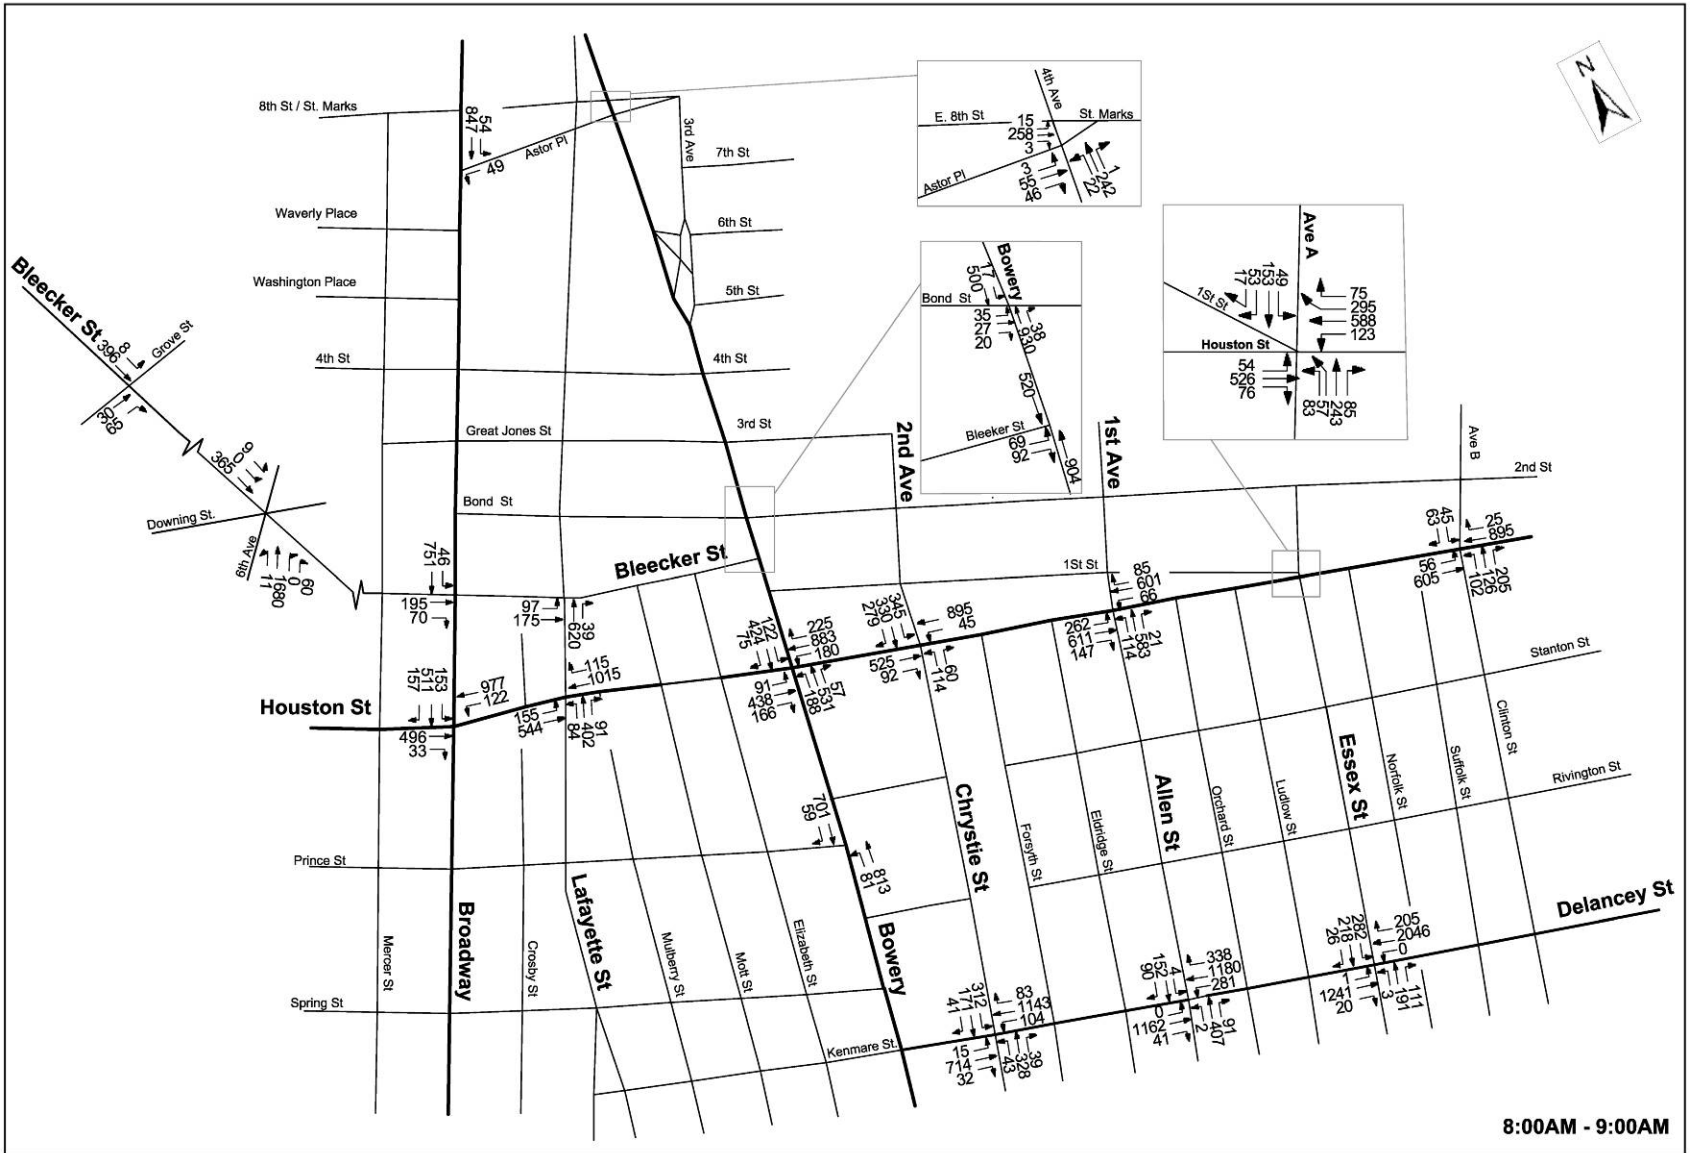 N
8th St / St. Marks
847
54
49
Astor Pl
3rd Ave
7th St
Waverly Place
6th St
Washington Place
5th St
4th St
4th St
4th Ave
E. 8th St
St. Marks
15
258
3
Astor Pl
3
55
46
22
242
1
Bowery
17
500
Bond St
35
27
20
38
930
520
Bleeker St
69
92
904
Ave A
17
53
153
49
1St St
75
295
588
123
Houston St
54
526
76
83
57
243
85
Bleecker St
396
8
Grove St
365
0
9
Downing St.
6th Ave
11
1680
0
60
Great Jones St
3rd St
2nd Ave
1st Ave
Ave B
2nd St
Bond St
751
46
195
70
Bleecker St
97
175
620
39
1St St
63
45
25
895
56
605
102
126
205
85
601
66
262
611
147
114
583
21
279
330
345
895
45
525
92
114
60
75
424
122
225
883
180
91
438
166
188
531
57
115
1015
155
544
84
402
91
157
511
153
977
122
Houston St
496
33
Stanton St
Clinton St
Suffolk St
Norfolk St
Essex St
Rivington St
Ludlow St
Orchard St
Allen St
Eldridge St
Forsyth St
Chrystie St
59
701
813
81
Prince St
Lafayette St
Broadway
Mercer St
Crosby St
Mulberry St
Mott St
Elizabeth St
Bowery
Delancey St
26
218
282
205
2046
0
1
1241
20
3
191
111
90
152
4
338
1180
281
0
1162
41
2
407
91
41
171
312
83
1143
104
15
714
32
43
328
39
Spring St
Kenmare St.
8:00AM - 9:00AM